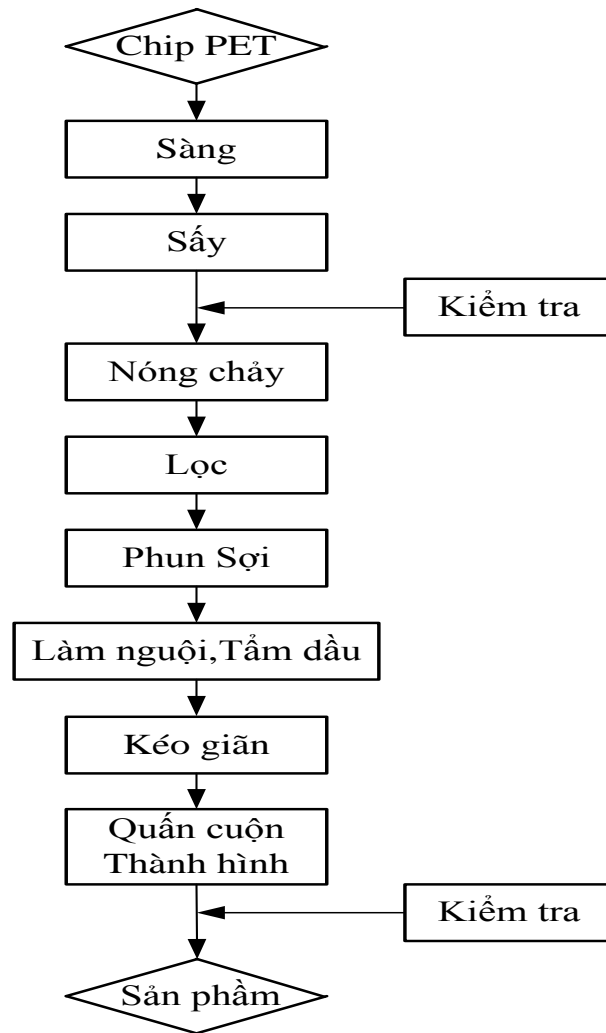 Chip PET
Sàng
Sấy
Kiểm tra
Nóng chảy
Lọc
Phun Sợi
Làm nguội,Tẩm dầu
Kéo giãn
Quấn cuộn
Thành hình
Kiểm tra
Sản phầm